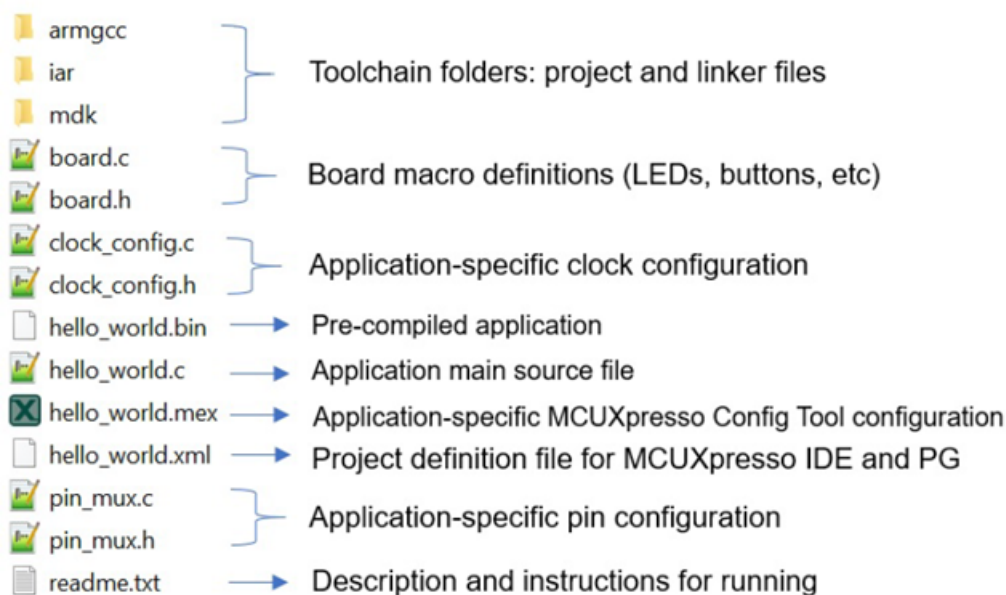 armgcc
iar
mdk
Toolchain folders: project and linker files
board.c
board.h
Board macro definitions (LEDs, buttons, etc)
clock_config.c
clock_config.h
Application-specific clock configuration
hello_world.bin
Pre-compiled application
hello_world.c
Application main source file
hello_world.mex
Application-specific MCUXpresso Config Tool configuration
hello_world.xml
Project definition file for MCUXpresso IDE and PG
pin_mux.c
pin_mux.h
Application-specific pin configuration
readme.txt
Description and instructions for running